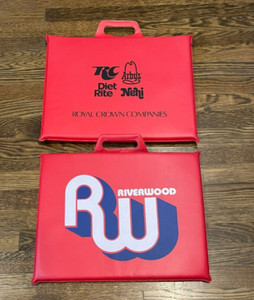 RC Arby's
Diet Rite Nehi
ROYAL CROWN COMPANIES
RIVERWOOD
RW